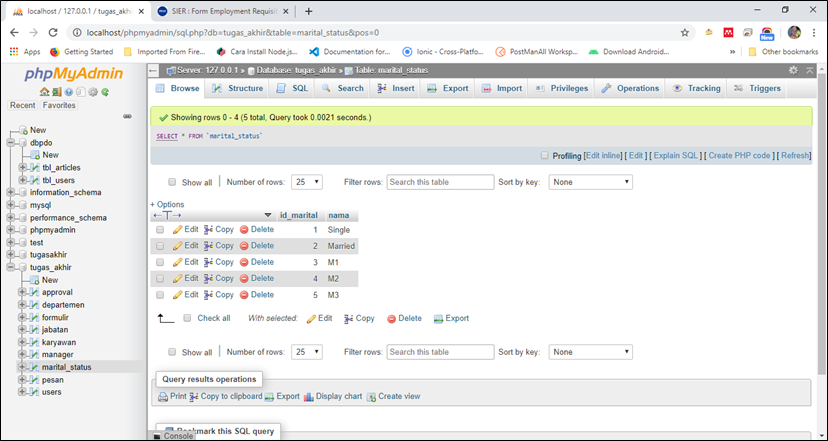 localhost / 127.0.0.1 / tugas_akhi
SIER : Form Employment Requisit
localhost/phpmyadmin/sql.php?db=tugas_akhir&table=marital_status&pos=0
New
Apps
Getting Started
Imported From Fire...
Cara Install Node.js...
Documentation for...
Ionic - Cross-Platfo...
PostManAll Worksp...
Download Android...
»
Other bookmarks
phpMyAdmin
Recent
Favorites
New
dbpdo
New
tbl_articles
tbl_users
information_schema
mysql
performance_schema
phpmyadmin
test
tugasakhir
tugas_akhir
New
approval
departemen
formulir
jabatan
karyawan
manager
marital_status
pesan
users
Server: 127.0.0.1 » Database: tugas_akhir » Table: marital_status
Browse
Structure
SQL
Search
Insert
Export
Import
Privileges
Operations
Tracking
Triggers
Showing rows 0 - 4 (5 total, Query took 0.0021 seconds.)
SELECT * FROM `marital_status`
Profiling [Edit inline] [ Edit ] [ Explain SQL ] [ Create PHP code ] [ Refresh]
Show all | Number of rows: 25 Filter rows: Search this table Sort by key: None
+ Options
id_marital nama
Edit Copy Delete 1 Single
Edit Copy Delete 2 Married
Edit Copy Delete 3 M1
Edit Copy Delete 4 M2
Edit Copy Delete 5 M3
Check all With selected: Edit Copy Delete Export
Show all | Number of rows: 25 Filter rows: Search this table Sort by key: None
Query results operations
Print Copy to clipboard Export Display chart Create view
Bookmark this SQL query
Console